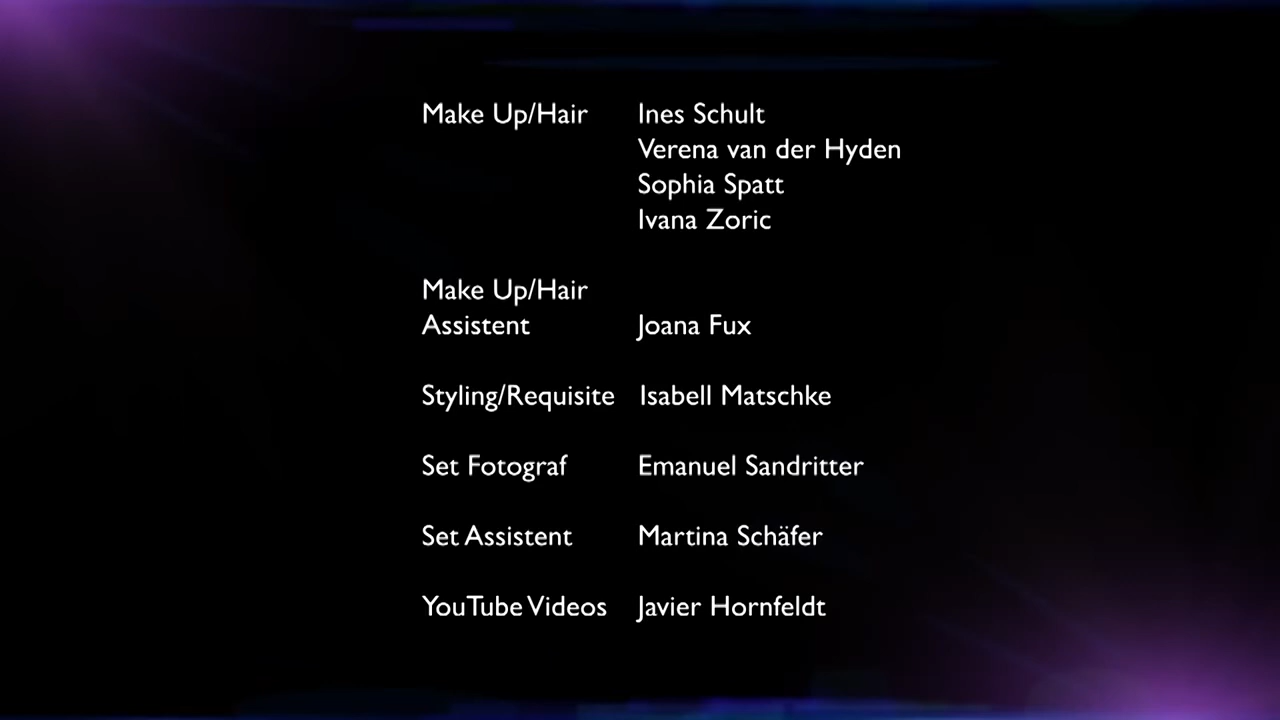 Make Up/Hair Ines Schult
Verena van der Hyden
Sophia Spatt
Ivana Zoric
Make Up/Hair
Assistent Joana Fux
Styling/Requisite Isabell Matschke
Set Fotograf Emanuel Sandritter
Set Assistent Martina Schäfer
YouTube Videos Javier Hornfeldt